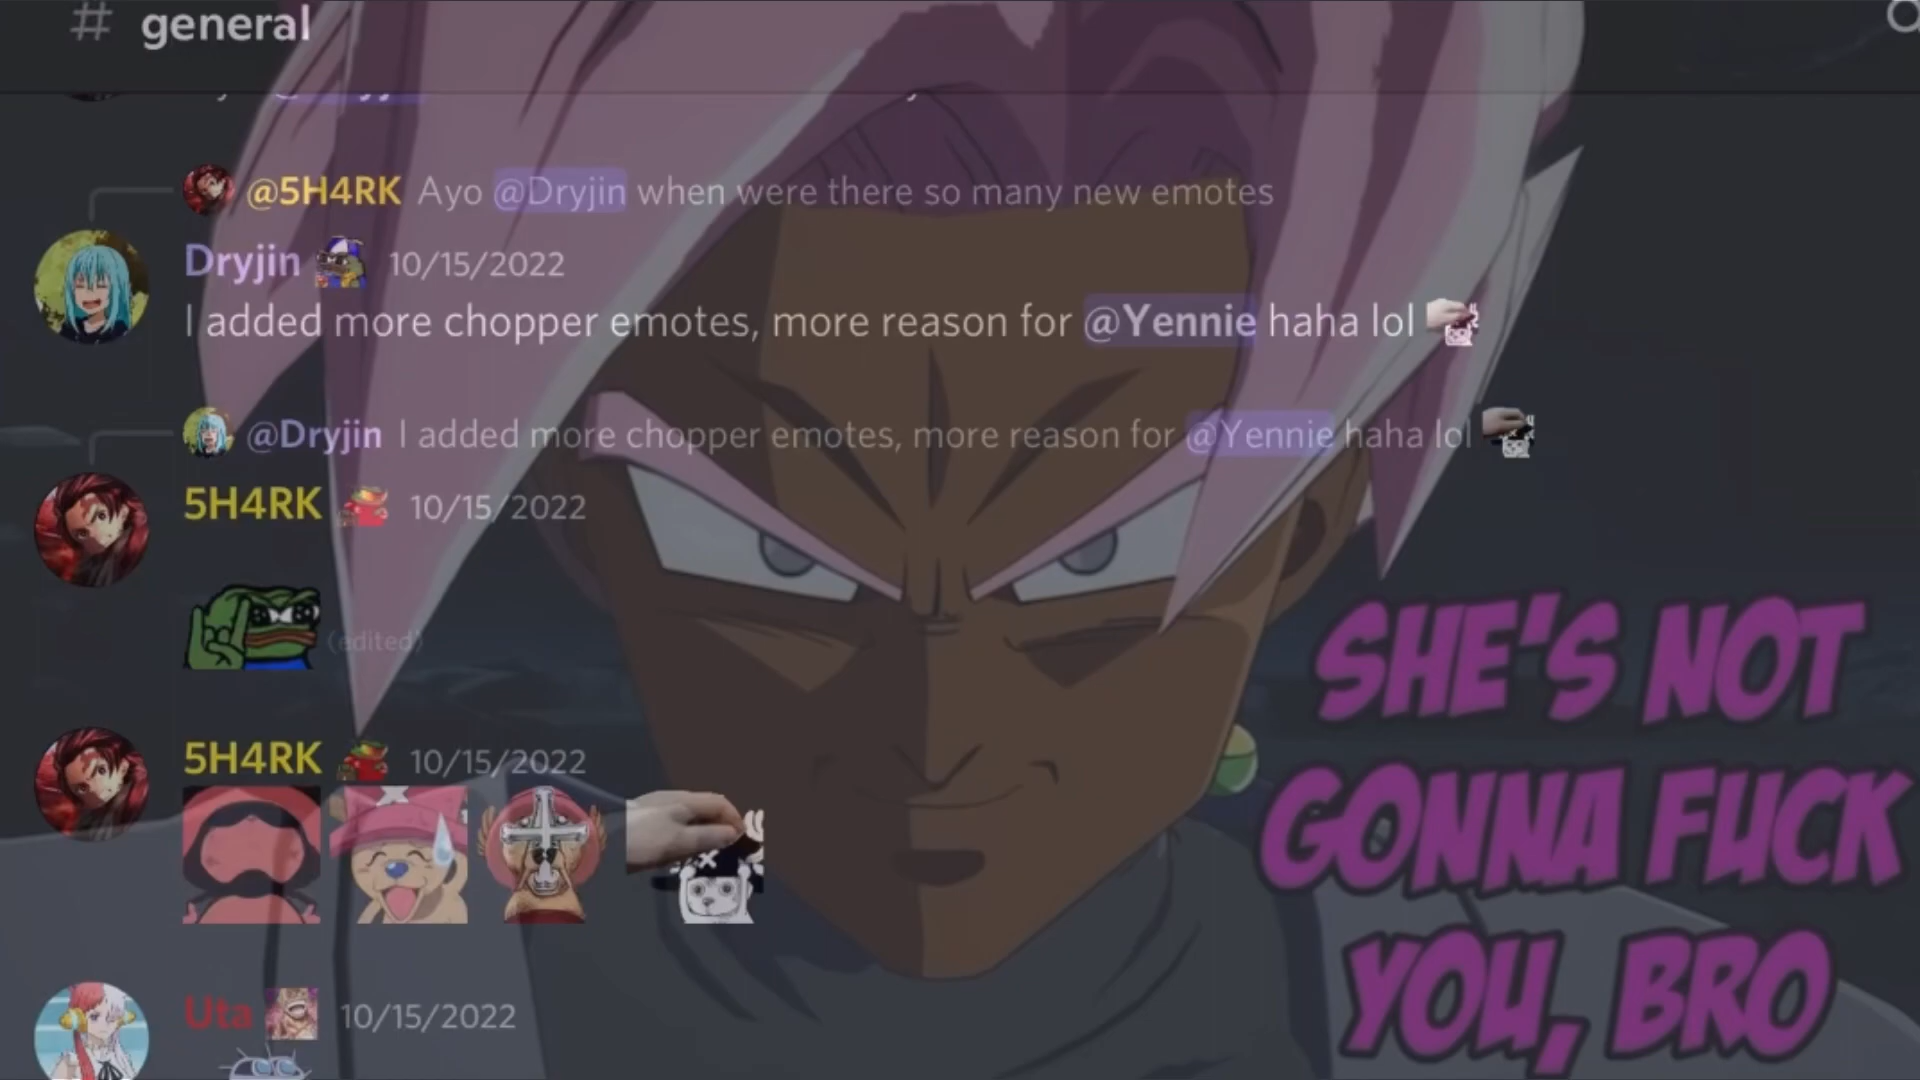 # general
@5H4RK Ayo @Dryjin when were there so many new emotes
Dryjin 10/15/2022
I added more chopper emotes, more reason for @Yennie haha lol
@Dryjin I added more chopper emotes, more reason for @Yennie haha lol
5H4RK 10/15/2022
(edited)
5H4RK 10/15/2022
Uta 10/15/2022
SHE'S NOT
GONNA FUCK
YOU, BRO